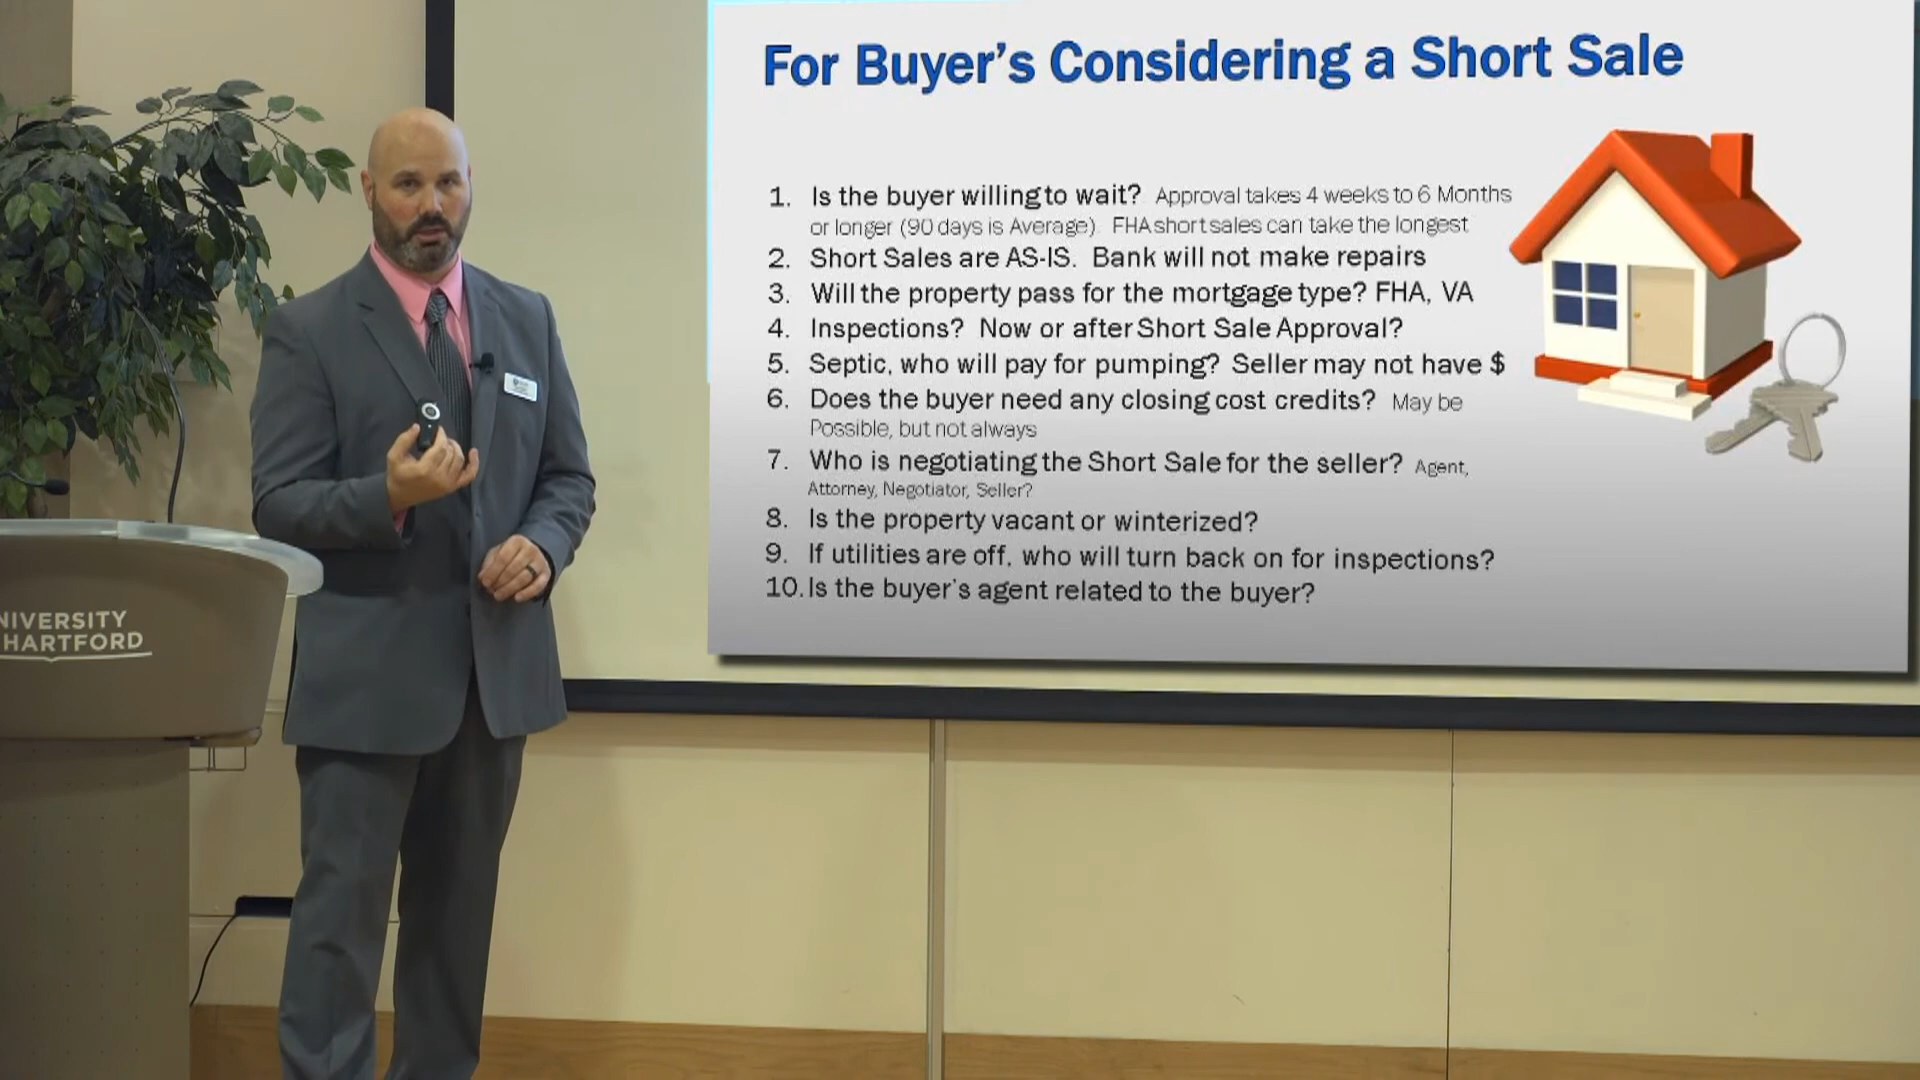 For Buyer's Considering a Short Sale
1. Is the buyer willing to wait? Approval takes 4 weeks to 6 Months
or longer (90 days is Average). FHA short sales can take the longest
2. Short Sales are AS-IS. Bank will not make repairs
3. Will the property pass for the mortgage type? FHA, VA
4. Inspections? Now or after Short Sale Approval?
5. Septic, who will pay for pumping? Seller may not have $
6. Does the buyer need any closing cost credits? May be
Possible, but not always
7. Who is negotiating the Short Sale for the seller? Agent,
Attorney, Negotiator, Seller?
8. Is the property vacant or winterized?
9. If utilities are off, who will turn back on for inspections?
10. Is the buyer's agent related to the buyer?
NIVERSITY
HARTFORD